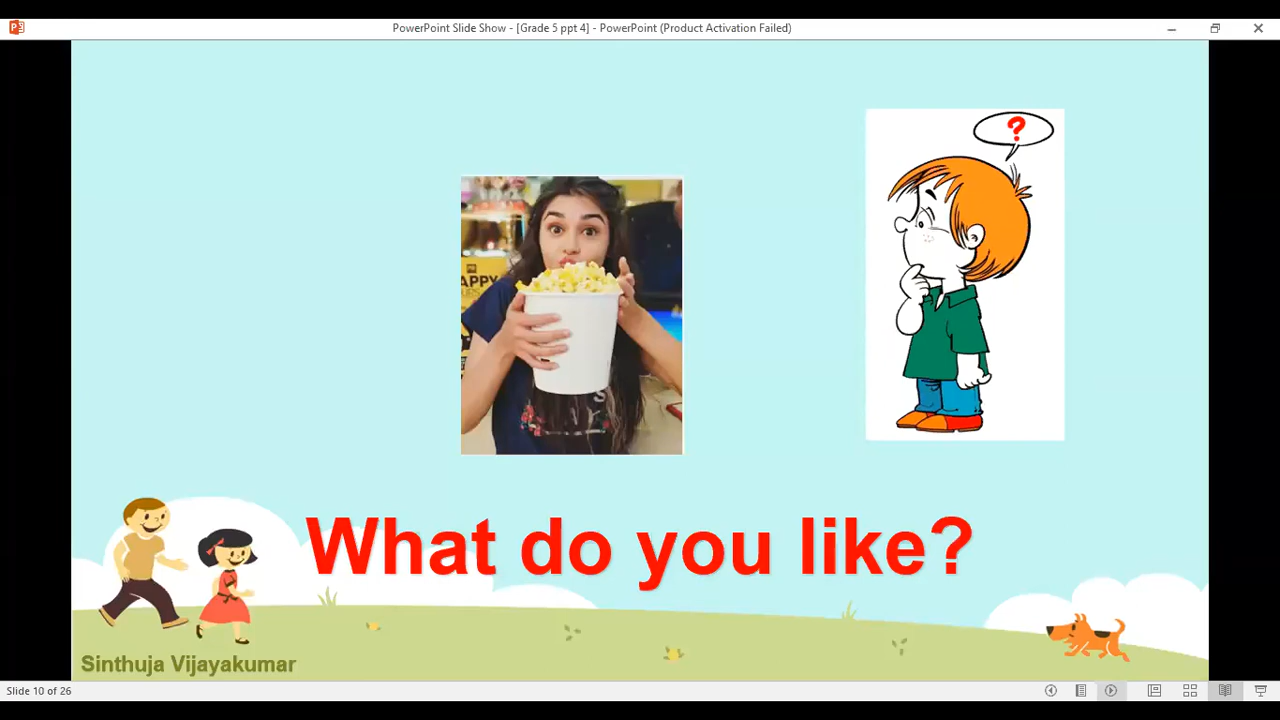 PowerPoint Slide Show - [Grade 5 ppt 4] - PowerPoint (Product Activation Failed)
?
APPY
What do you like?
Sinthuja Vijayakumar
Slide 10 of 26